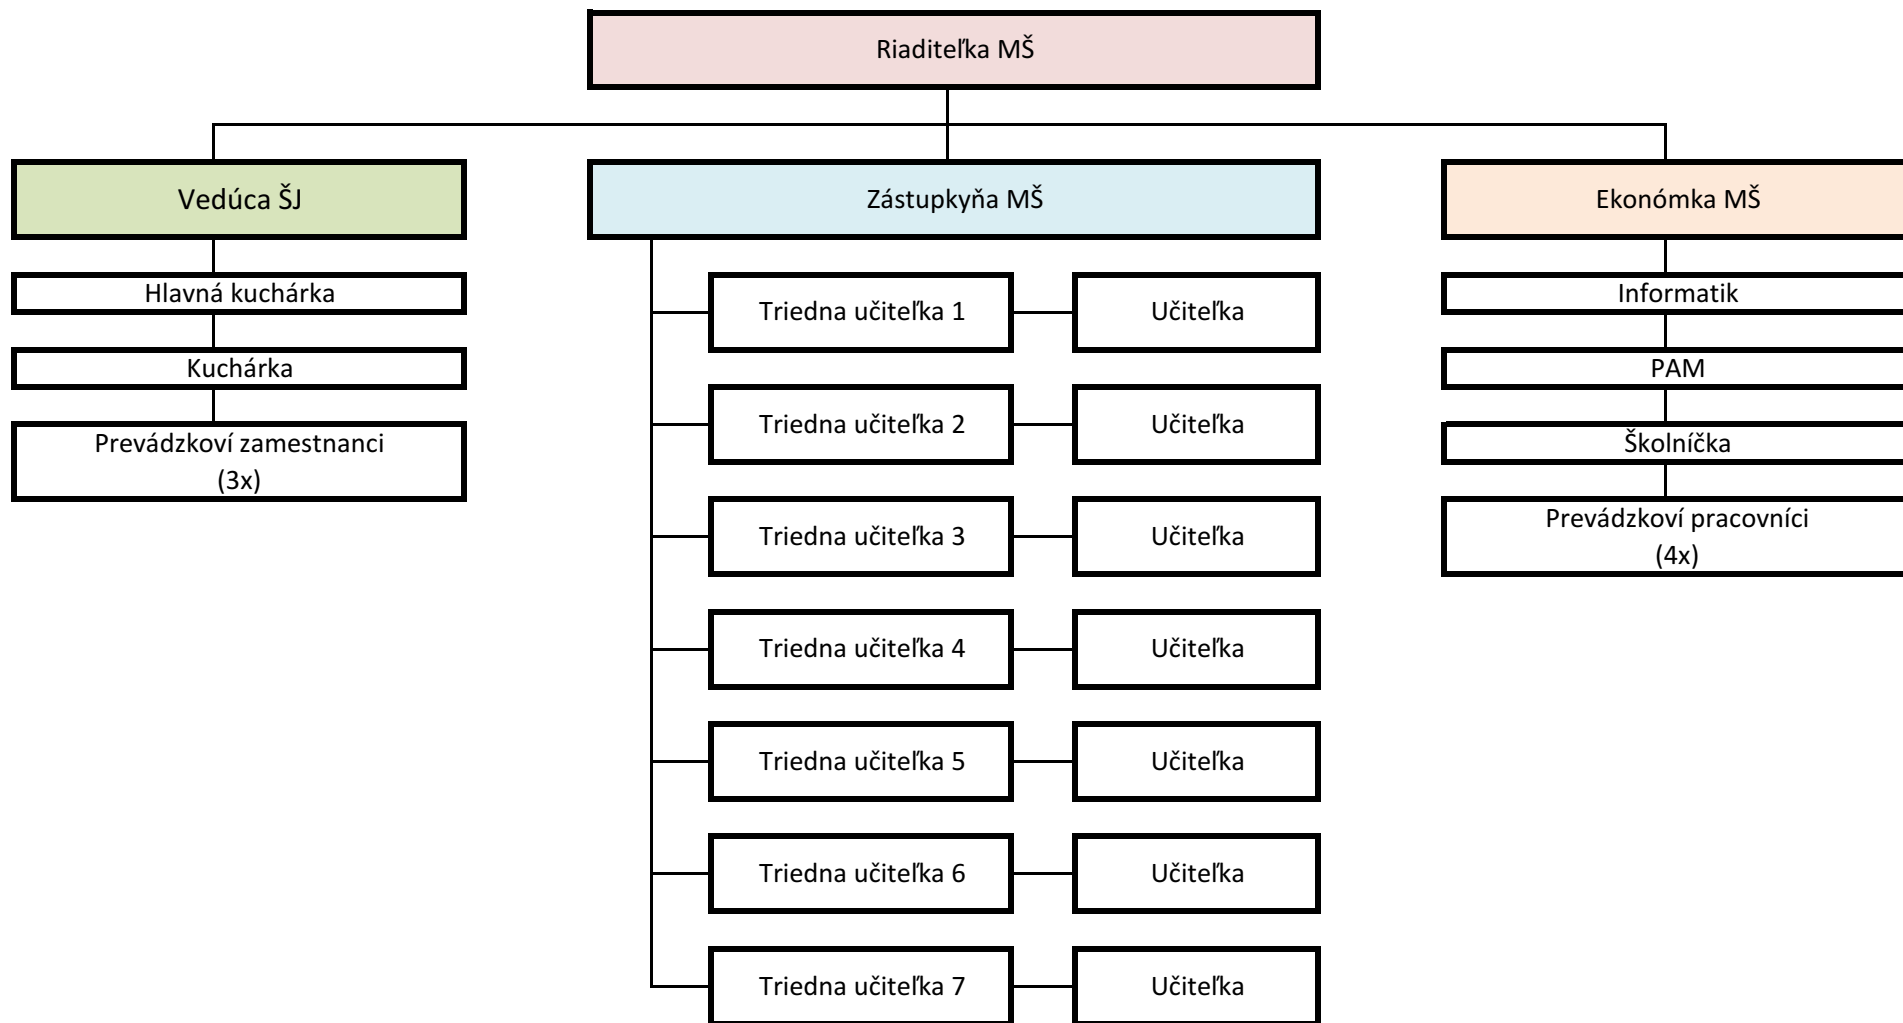 Riaditeľka MŠ
Vedúca ŠJ
Hlavná kuchárka
Kuchárka
Prevádzkoví zamestnanci
(3x)
Zástupkyňa MŠ
Triedna učiteľka 1
Učiteľka
Triedna učiteľka 2
Učiteľka
Triedna učiteľka 3
Učiteľka
Triedna učiteľka 4
Učiteľka
Triedna učiteľka 5
Učiteľka
Triedna učiteľka 6
Učiteľka
Triedna učiteľka 7
Učiteľka
Ekonómka MŠ
Informatik
PAM
Školníčka
Prevádzkoví pracovníci
(4x)